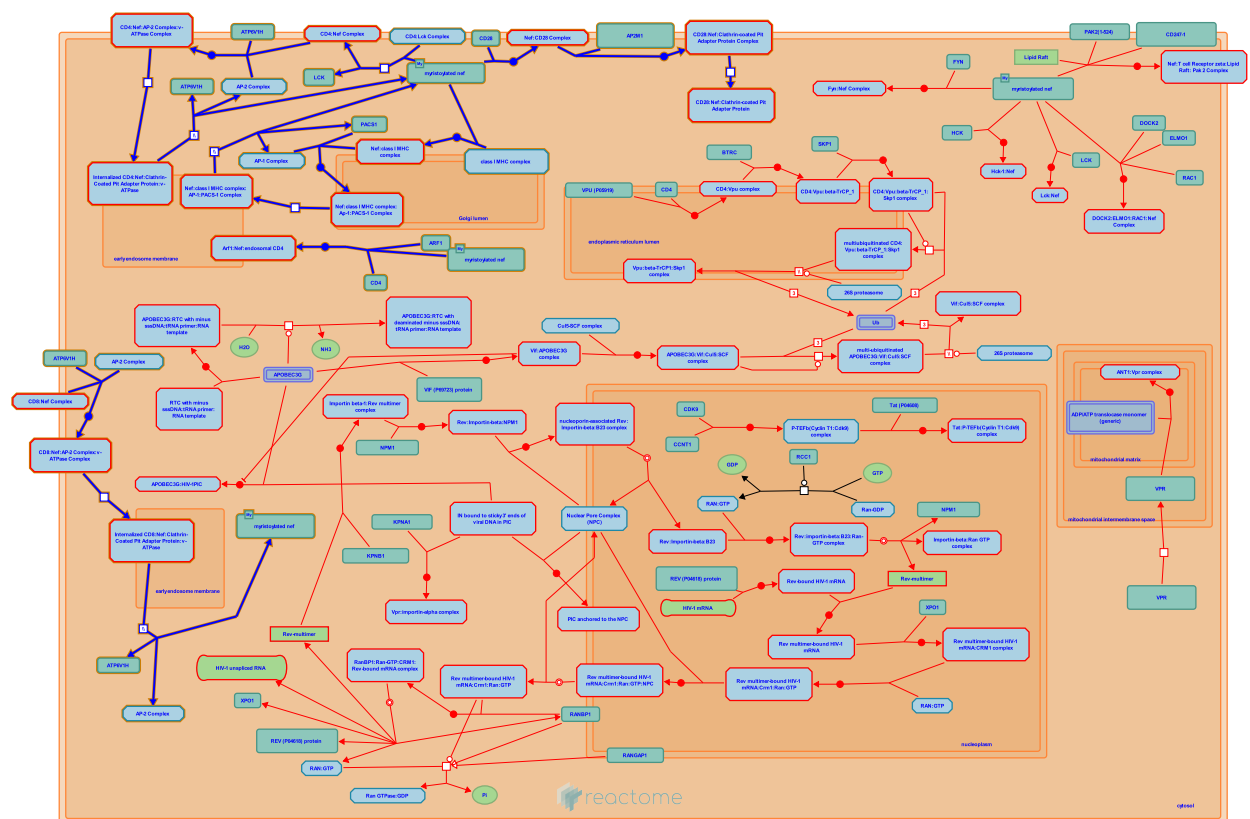 CD4:Nef:AP-2 Complex:v-
ATPase Complex
ATP6V1H
CD4:Nef Complex
CD4:Lck Complex
CD28
Nef:CD28 Complex
AP2M1
CD28:Nef:Clathrin-coated Pit
Adapter Protein Complex
PAK2(1-524)
CD247-1
LCK
myristoylated nef
ATP6V1H
AP-2 Complex
CD28:Nef:Clathrin-coated Pit
Adapter Protein
Lipid Raft
FYN
Nef:T cell Receptor zeta:Lipid
Raft: Pak 2 Complex
Fyn:Nef Complex
myristoylated nef
PACS1
Nef:class I MHC
complex
AP-1 Complex
class I MHC complex
Internalized CD4:Nef:Clathrin-
Coated Pit Adapter Protein:v-
ATPase
Nef:class I MHC complex:
AP-1:PACS-1 Complex
Nef:class I MHC complex:
Ap-1:PACS-1 Complex
Golgi lumen
HCK
Hck-1:Nef
LCK
Lck:Nef
DOCK2
ELMO1
RAC1
DOCK2:ELMO1:RAC1:Nef
Complex
BTRC
SKP1
VPU (P05919)
CD4
CD4:Vpu complex
CD4:Vpu:beta-TrCP_1
CD4:Vpu:beta-TrCP_1:
Skp1 complex
endoplasmic reticulum lumen
multiubiquitinated CD4:
Vpu:beta-TrCP_1:Skp1
complex
Vpu:beta-TrCP1:Skp1
complex
26S proteasome
early endosome membrane
Arf1:Nef:endosomal CD4
ARF1
myristoylated nef
CD4
APOBEC3G:RTC with minus
sssDNA:tRNA primer:RNA
template
APOBEC3G:RTC with
deaminated minus sssDNA:
tRNA primer:RNA template
H2O
NH3
Cul5-SCF complex
Ub
Vif:Cul5:SCF complex
ATP6V1H
AP-2 Complex
APOBEC3G
Vif:APOBEC3G
complex
APOBEC3G:Vif:Cul5:SCF
complex
multi-ubiquitinated
APOBEC3G:Vif:Cul5:SCF
complex
26S proteasome
CD8:Nef Complex
RTC with minus
sssDNA:tRNA primer:
RNA template
VIF (P69723) protein
ANT1:Vpr complex
ADP/ATP translocase monomer
(generic)
mitochondrial matrix
VPR
mitochondrial intermembrane space
VPR
CD8:Nef:AP-2 Complex:v-
ATPase Complex
Importin beta-1:Rev multimer
complex
NPM1
Rev:Importin-beta:NPM1
nucleoporin-associated Rev:
Importin-beta:B23 complex
CDK9
CCNT1
P-TEFb(Cyclin T1:Cdk9)
complex
Tat (P04608)
Tat:P-TEFb(Cyclin T1:Cdk9)
complex
GDP
RCC1
GTP
RAN:GTP
Ran-GDP
APOBEC3G:HIV-1PIC
IN bound to sticky 3' ends of
viral DNA in PIC
Nuclear Pore Complex
(NPC)
NPM1
Rev:Importin-beta:B23
Rev:Importin-beta:B23:Ran-
GTP complex
Importin-beta:Ran GTP
complex
Rev-multimer
Internalized CD8:Nef:Clathrin-
Coated Pit Adapter Protein:v-
ATPase
myristoylated nef
early endosome membrane
KPNA1
KPNB1
Vpr:importin-alpha complex
PIC anchored to the NPC
REV (P04618) protein
HIV-1 mRNA
Rev-bound HIV-1 mRNA
XPO1
Rev multimer-bound HIV-1
mRNA
Rev multimer-bound HIV-1
mRNA:CRM1 complex
ATP6V1H
AP-2 Complex
Rev-multimer
HIV-1 unspliced RNA
XPO1
REV (P04618) protein
RAN:GTP
RanBP1:Ran-GTP:CRM1:
Rev-bound mRNA complex
Rev multimer-bound HIV-1
mRNA:Crm1:Ran:GTP
Rev multimer-bound HIV-1
mRNA:Crm1:Ran:GTP:NPC
Rev multimer-bound HIV-1
mRNA:Crm1:Ran:GTP
RAN:GTP
RANBP1
RANGAP1
nucleoplasm
Ran GTPase:GDP
Pi
reactome
cytosol